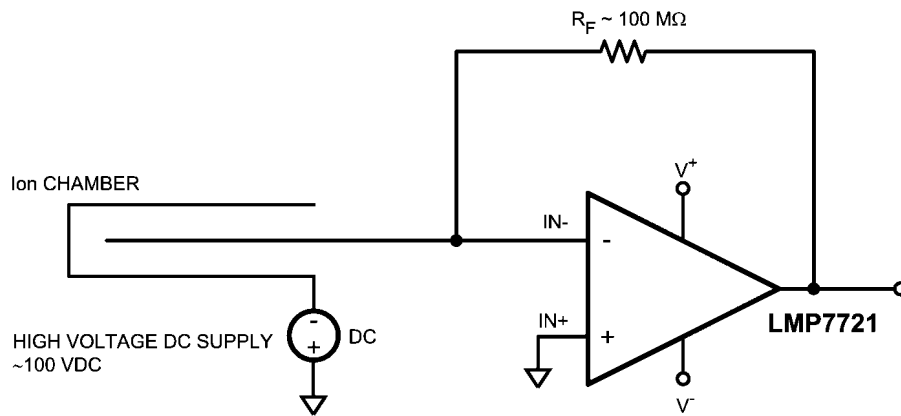 R_F ~ 100 MΩ
Ion CHAMBER
V⁺
IN-
-
IN+
+
LMP7721
V⁻
-
+
DC
HIGH VOLTAGE DC SUPPLY
~100 VDC